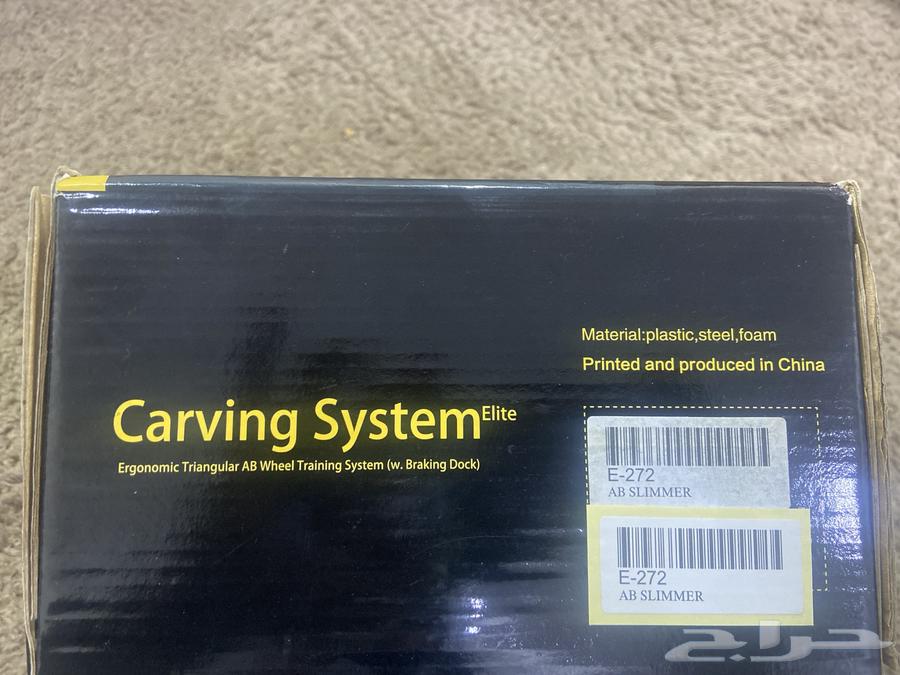 Material:plastic,steel,foam
Printed and produced in China
Carving System Elite
Ergonomic Triangular AB Wheel Training System (w. Braking Dock)
E-272
AB SLIMMER
E-272
AB SLIMMER
حراج